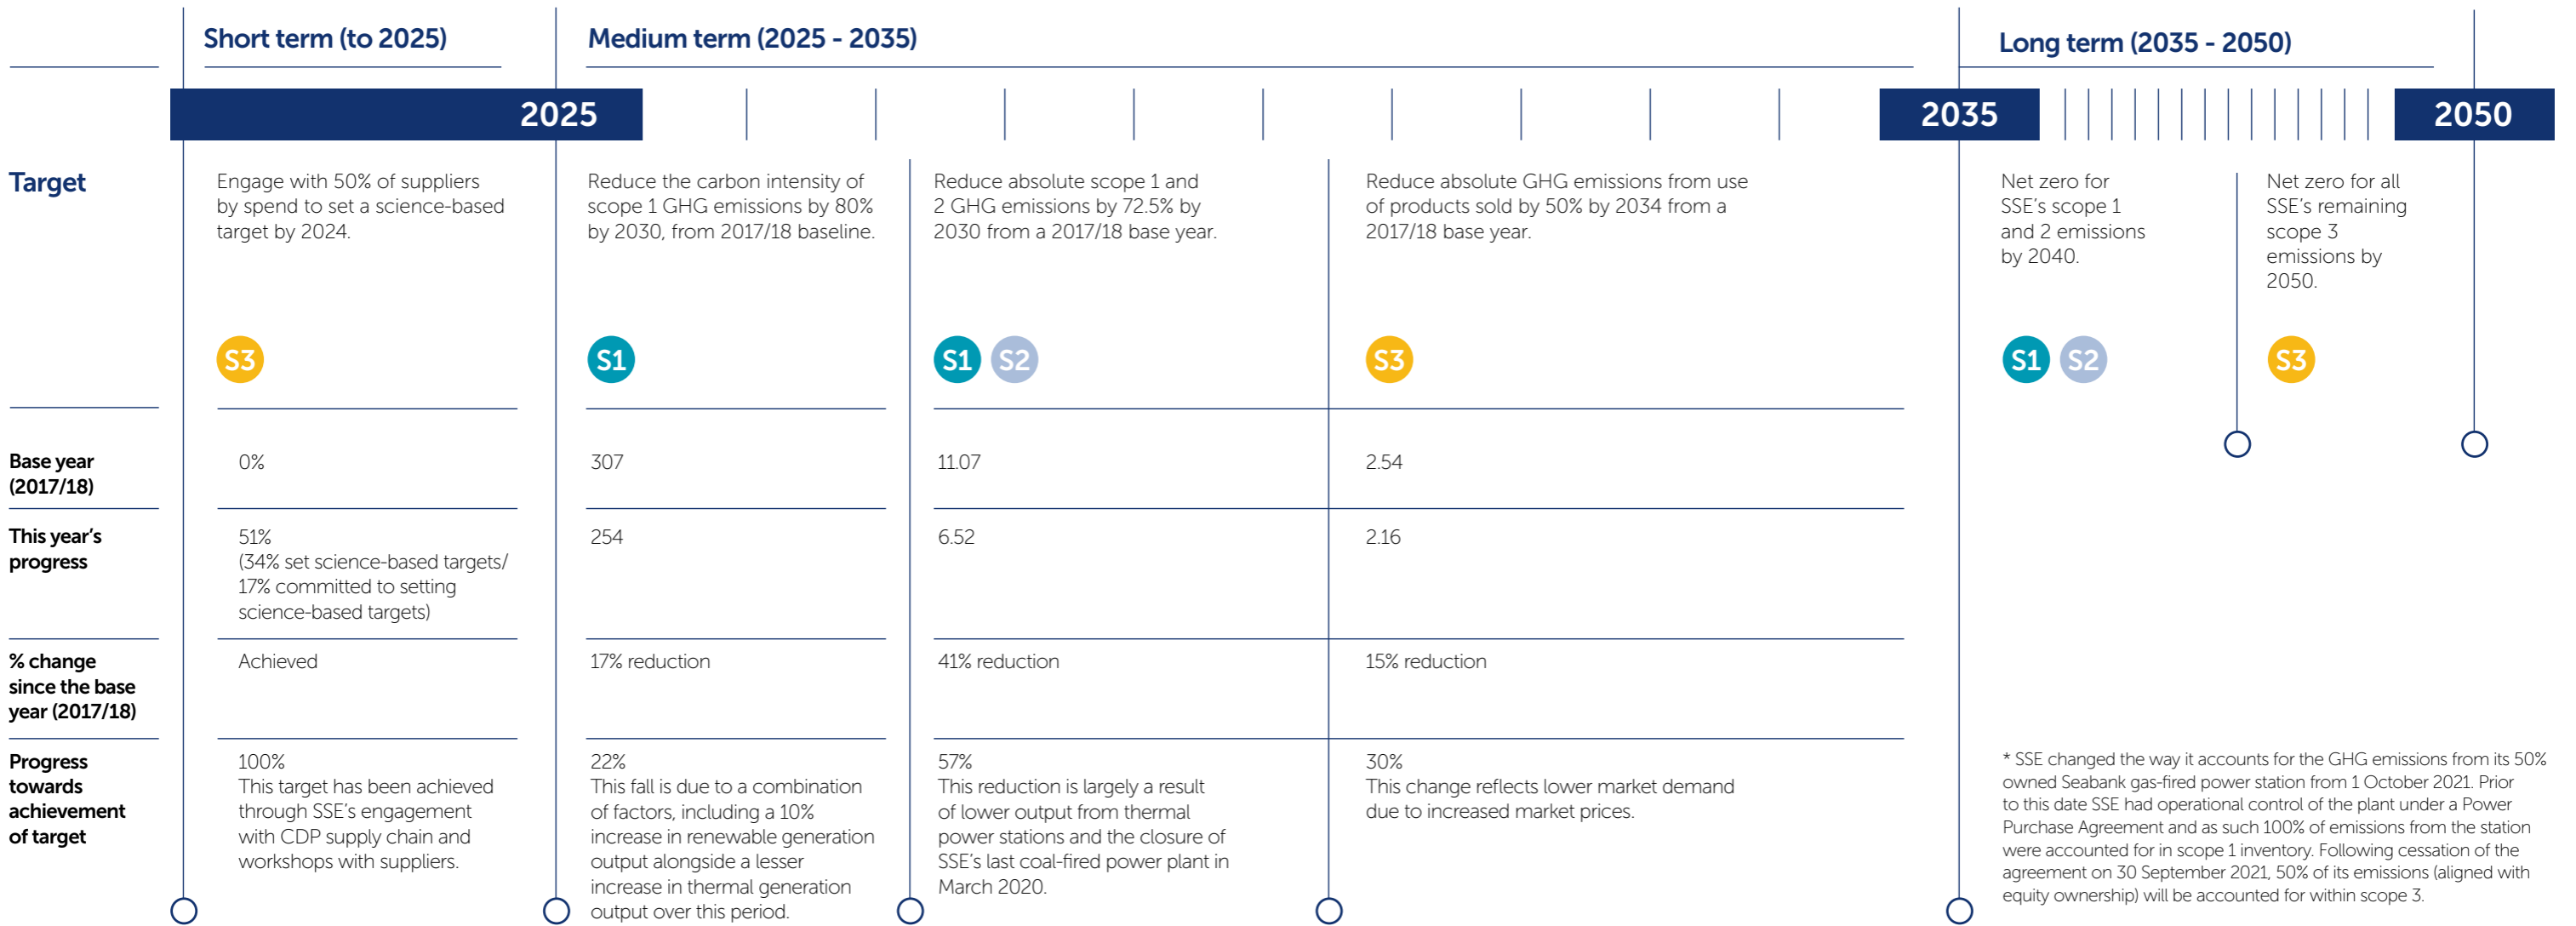 Short term (to 2025)
Medium term (2025 - 2035)
Long term (2035 - 2050)
2025
2035
2050
Target
Engage with 50% of suppliers
by spend to set a science-based
target by 2024.
S3
Reduce the carbon intensity of
scope 1 GHG emissions by 80%
by 2030, from 2017/18 baseline.
S1
Reduce absolute scope 1 and
2 GHG emissions by 72.5% by
2030 from a 2017/18 base year.
S1 S2
Reduce absolute GHG emissions from use
of products sold by 50% by 2034 from a
2017/18 base year.
S3
Net zero for
SSE's scope 1
and 2 emissions
by 2040.
S1 S2
Net zero for all
SSE's remaining
scope 3
emissions by
2050.
S3
Base year
(2017/18)
0%
307
11.07
2.54
This year's
progress
51%
(34% set science-based targets/
17% committed to setting
science-based targets)
254
6.52
2.16
% change
since the base
year (2017/18)
Achieved
17% reduction
41% reduction
15% reduction
Progress
towards
achievement
of target
100%
This target has been achieved
through SSE's engagement
with CDP supply chain and
workshops with suppliers.
22%
This fall is due to a combination
of factors, including a 10%
increase in renewable generation
output alongside a lesser
increase in thermal generation
output over this period.
57%
This reduction is largely a result
of lower output from thermal
power stations and the closure of
SSE's last coal-fired power plant in
March 2020.
30%
This change reflects lower market demand
due to increased market prices.
* SSE changed the way it accounts for the GHG emissions from its 50%
owned Seabank gas-fired power station from 1 October 2021. Prior
to this date SSE had operational control of the plant under a Power
Purchase Agreement and as such 100% of emissions from the station
were accounted for in scope 1 inventory. Following cessation of the
agreement on 30 September 2021, 50% of its emissions (aligned with
equity ownership) will be accounted for within scope 3.